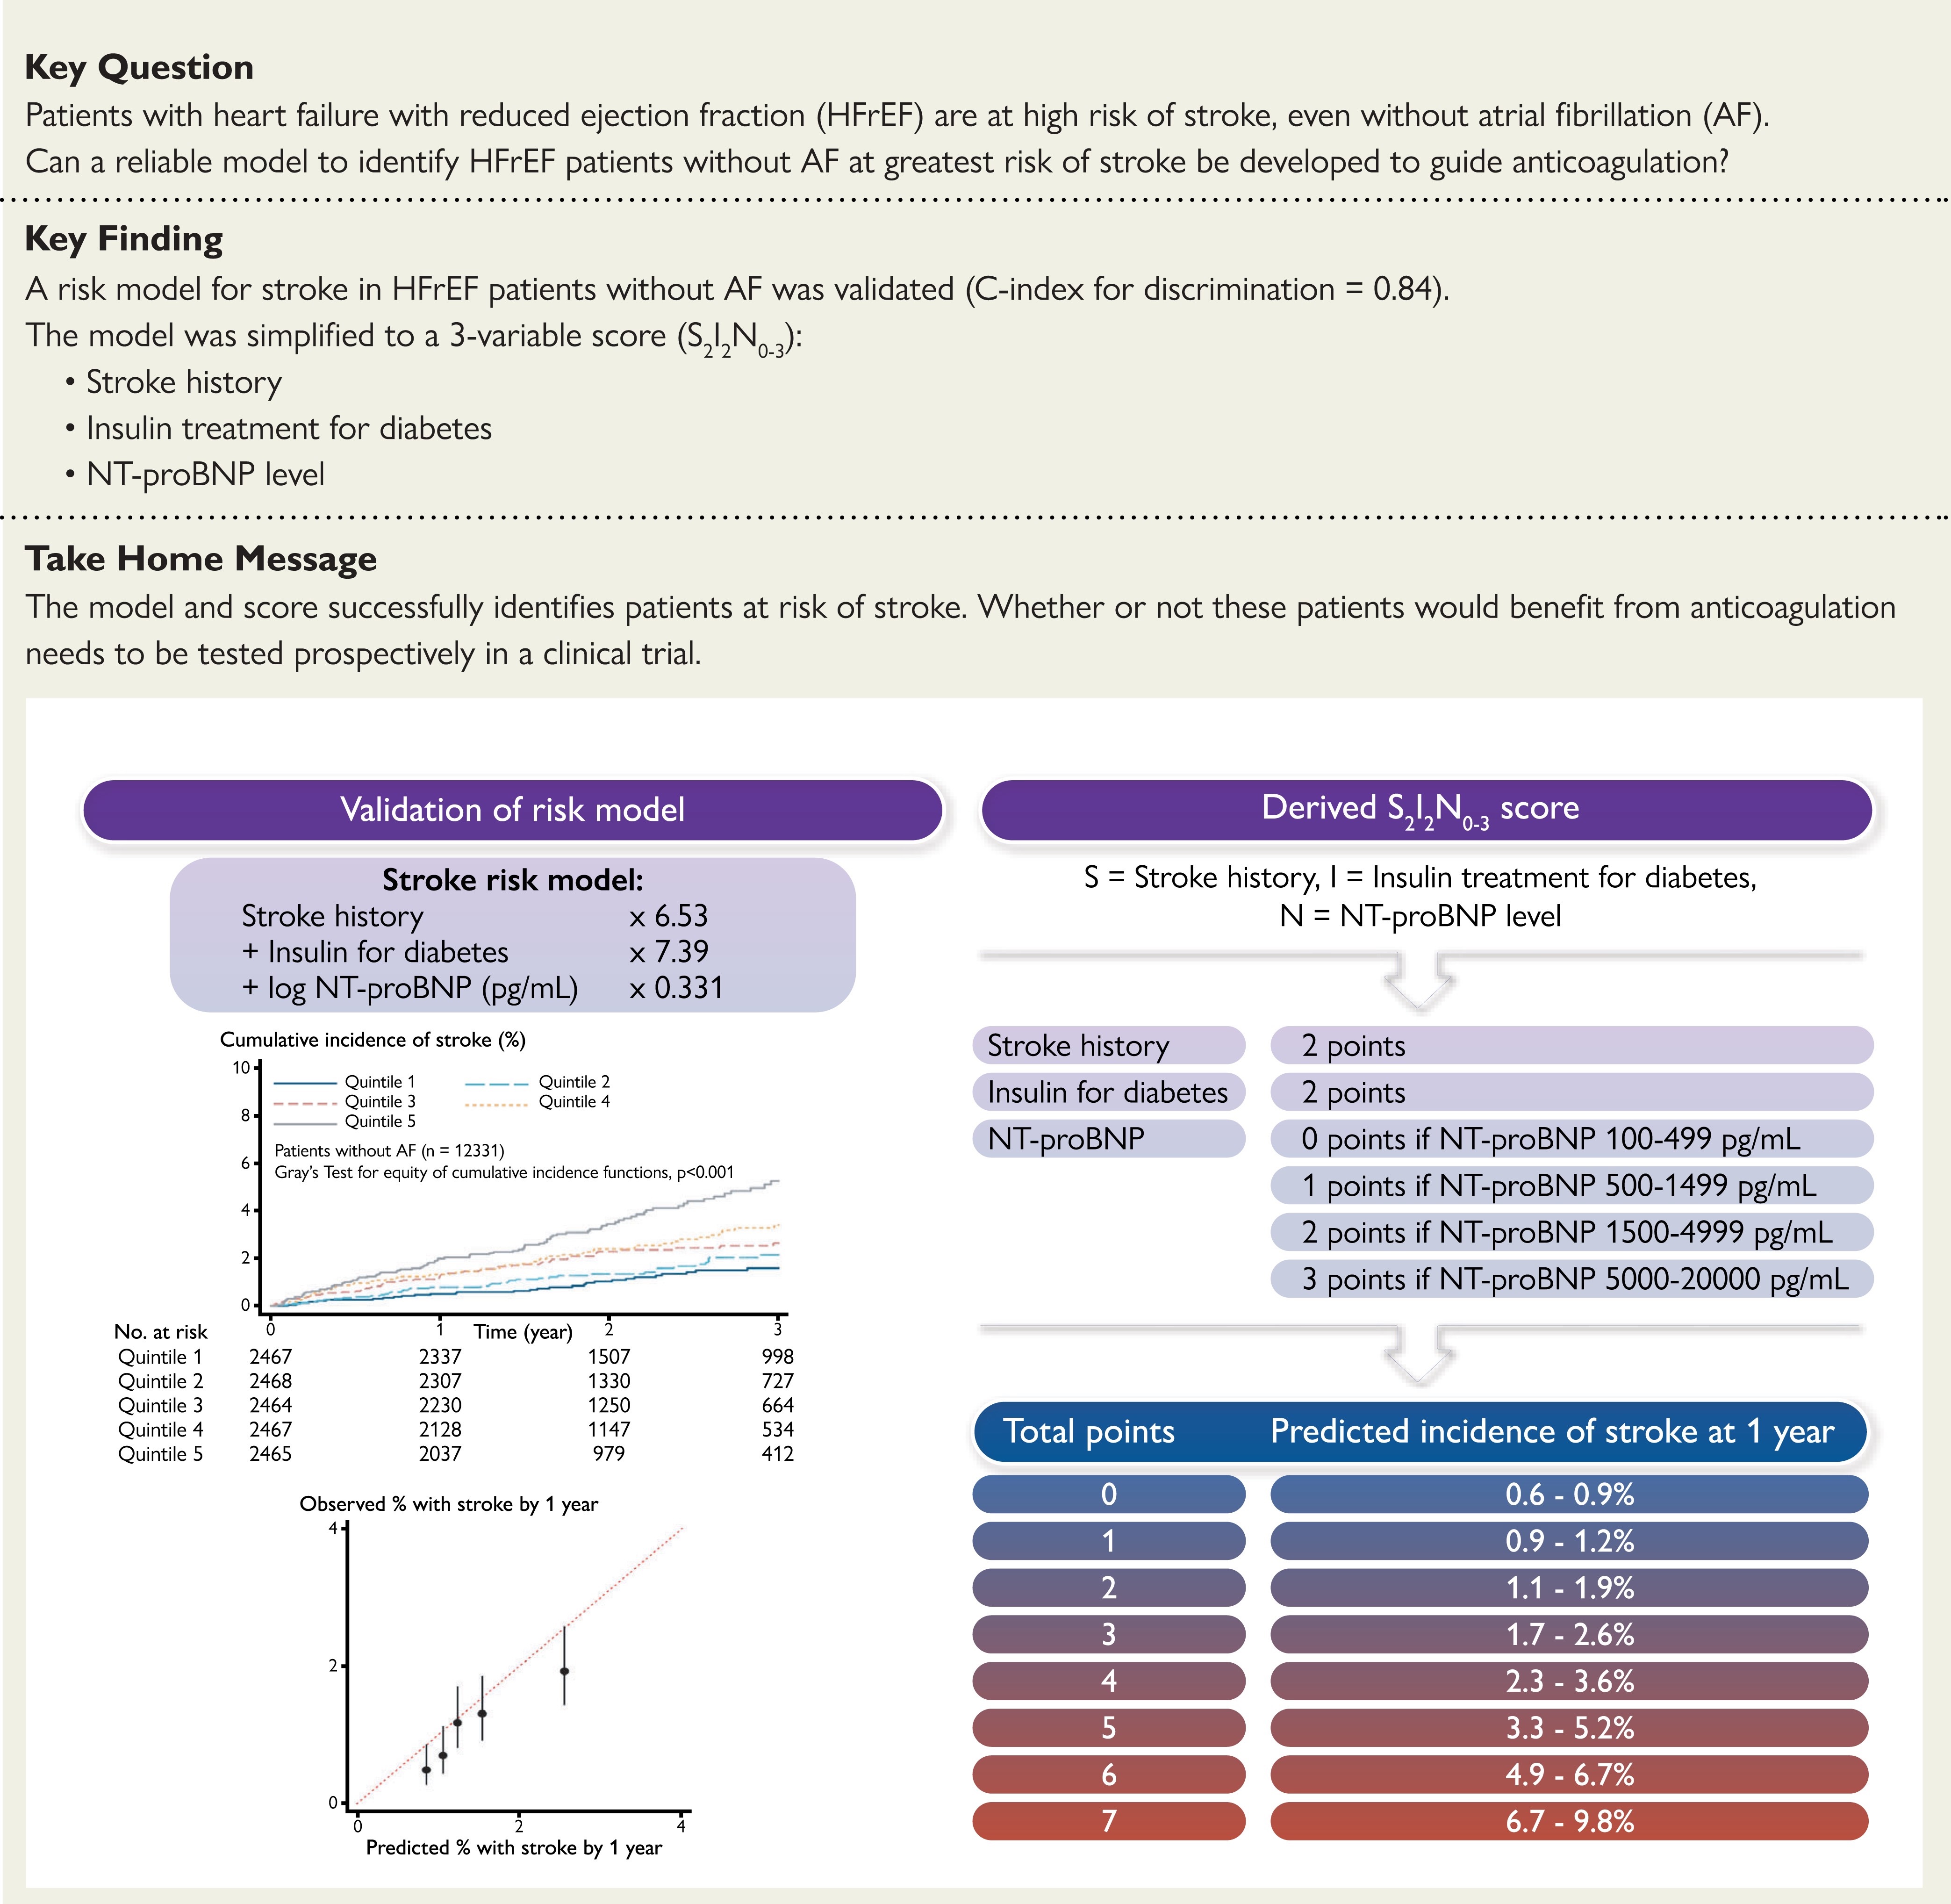 Key Question
Patients with heart failure with reduced ejection fraction (HFrEF) are at high risk of stroke, even without atrial fibrillation (AF).
Can a reliable model to identify HFrEF patients without AF at greatest risk of stroke be developed to guide anticoagulation?
Key Finding
A risk model for stroke in HFrEF patients without AF was validated (C-index for discrimination = 0.84).
The model was simplified to a 3-variable score (S₂I₂N₀₋₃):
• Stroke history
• Insulin treatment for diabetes
• NT-proBNP level
Take Home Message
The model and score successfully identifies patients at risk of stroke. Whether or not these patients would benefit from anticoagulation
needs to be tested prospectively in a clinical trial.
Validation of risk model
Stroke risk model:
Stroke history x 6.53
+ Insulin for diabetes x 7.39
+ log NT-proBNP (pg/mL) x 0.331
Cumulative incidence of stroke (%)
10
8
6
4
2
0
Quintile 1 Quintile 2
Quintile 3 Quintile 4
Quintile 5
Patients without AF (n = 12331)
Gray's Test for equity of cumulative incidence functions, p<0.001
0 1 2 3
Time (year)
No. at risk
Quintile 1 2467 2337 1507 998
Quintile 2 2468 2307 1330 727
Quintile 3 2464 2230 1250 664
Quintile 4 2467 2128 1147 534
Quintile 5 2465 2037 979 412
Observed % with stroke by 1 year
4
2
0
0 2 4
Predicted % with stroke by 1 year
Derived S₂I₂N₀₋₃ score
S = Stroke history, I = Insulin treatment for diabetes,
N = NT-proBNP level
Stroke history 2 points
Insulin for diabetes 2 points
NT-proBNP 0 points if NT-proBNP 100-499 pg/mL
1 points if NT-proBNP 500-1499 pg/mL
2 points if NT-proBNP 1500-4999 pg/mL
3 points if NT-proBNP 5000-20000 pg/mL
Total points Predicted incidence of stroke at 1 year
0 0.6 - 0.9%
1 0.9 - 1.2%
2 1.1 - 1.9%
3 1.7 - 2.6%
4 2.3 - 3.6%
5 3.3 - 5.2%
6 4.9 - 6.7%
7 6.7 - 9.8%